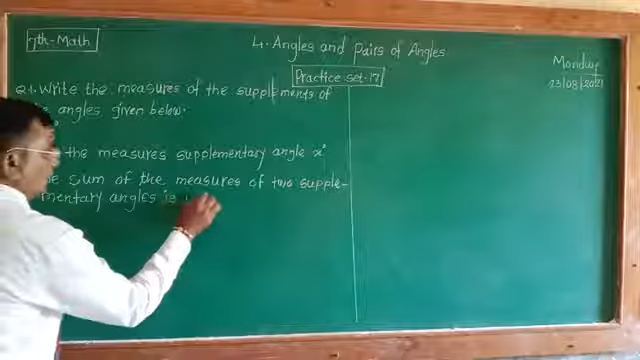 7th-Math
4. Angles and Pairs of Angles
Monday
23/08/2021
Practice set-17
Q1. Write the measures of the supplements of
angles given below.
the measures supplementary angle x°
sum of the measures of two supple-
mentary angles is